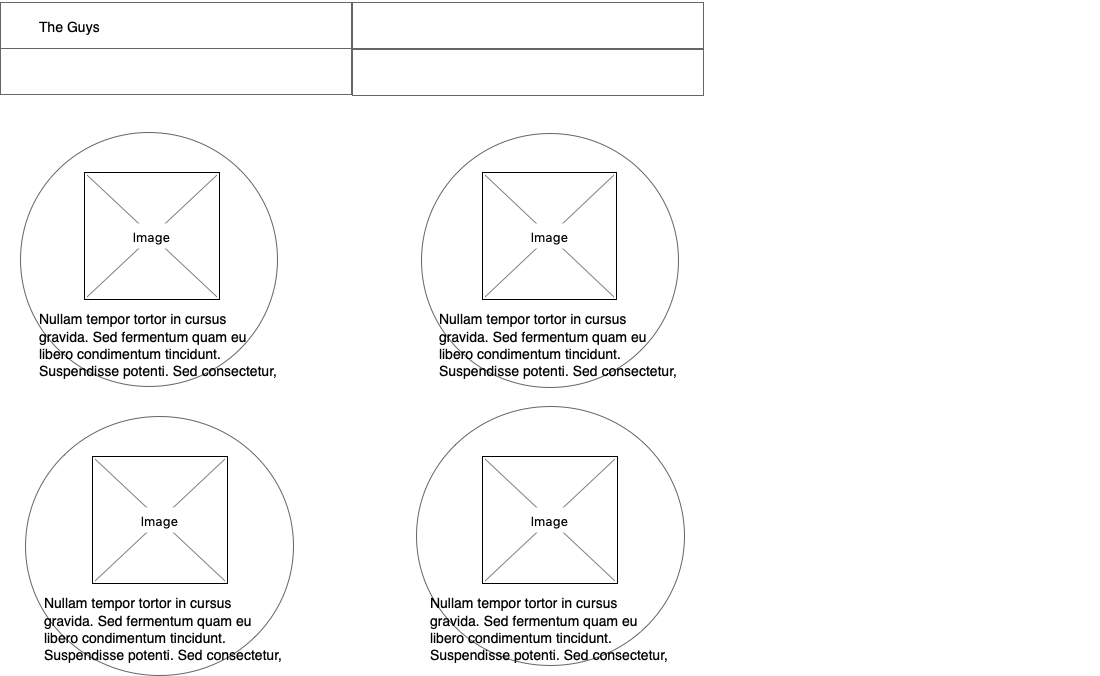 The Guys
Image
Image
Nullam tempor tortor in cursus
gravida. Sed fermentum quam eu
libero condimentum tincidunt.
Suspendisse potenti. Sed consectetur,
Nullam tempor tortor in cursus
gravida. Sed fermentum quam eu
libero condimentum tincidunt.
Suspendisse potenti. Sed consectetur,
Image
Image
Nullam tempor tortor in cursus
gravida. Sed fermentum quam eu
libero condimentum tincidunt.
Suspendisse potenti. Sed consectetur,
Nullam tempor tortor in cursus
gravida. Sed fermentum quam eu
libero condimentum tincidunt.
Suspendisse potenti. Sed consectetur,